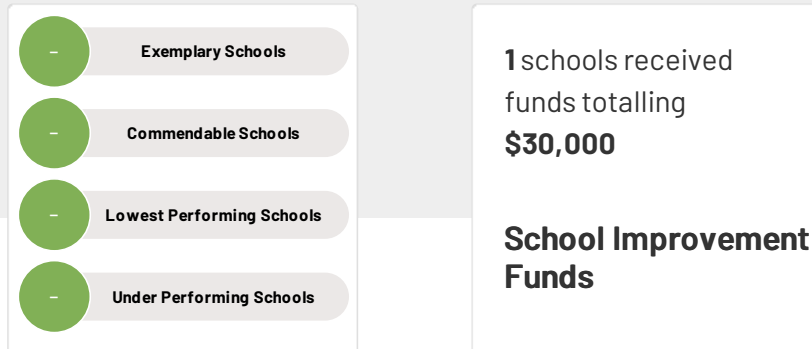 –
Exemplary Schools
–
Commendable Schools
–
Lowest Performing Schools
–
Under Performing Schools
1 schools received
funds totalling
$30,000
School Improvement
Funds